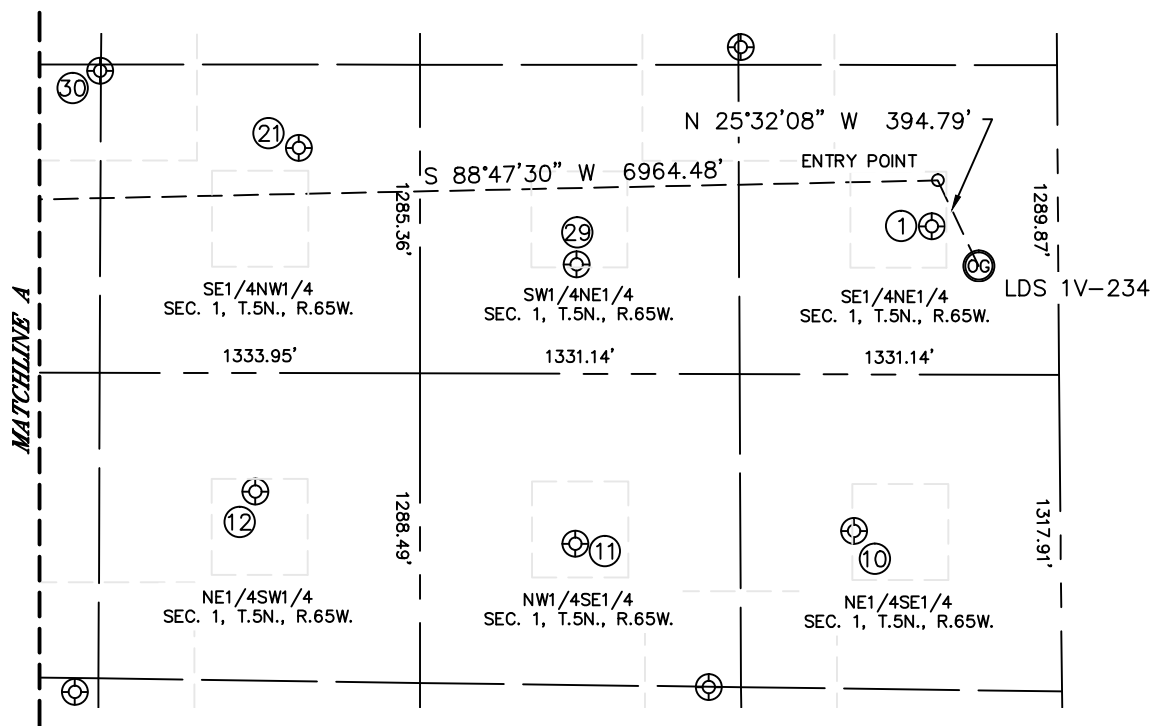 30
21
N 25°32'08" W 394.79'
ENTRY POINT
S 88°47'30" W 6964.48'
1285.36'
1289.87'
29
1
OG
LDS 1V-234
SE1/4NW1/4
SEC. 1, T.5N., R.65W.
SW1/4NE1/4
SEC. 1, T.5N., R.65W.
SE1/4NE1/4
SEC. 1, T.5N., R.65W.
MATCHLINE A
1333.95'
1331.14'
1331.14'
12
1288.49'
11
10
1317.91'
NE1/4SW1/4
SEC. 1, T.5N., R.65W.
NW1/4SE1/4
SEC. 1, T.5N., R.65W.
NE1/4SE1/4
SEC. 1, T.5N., R.65W.